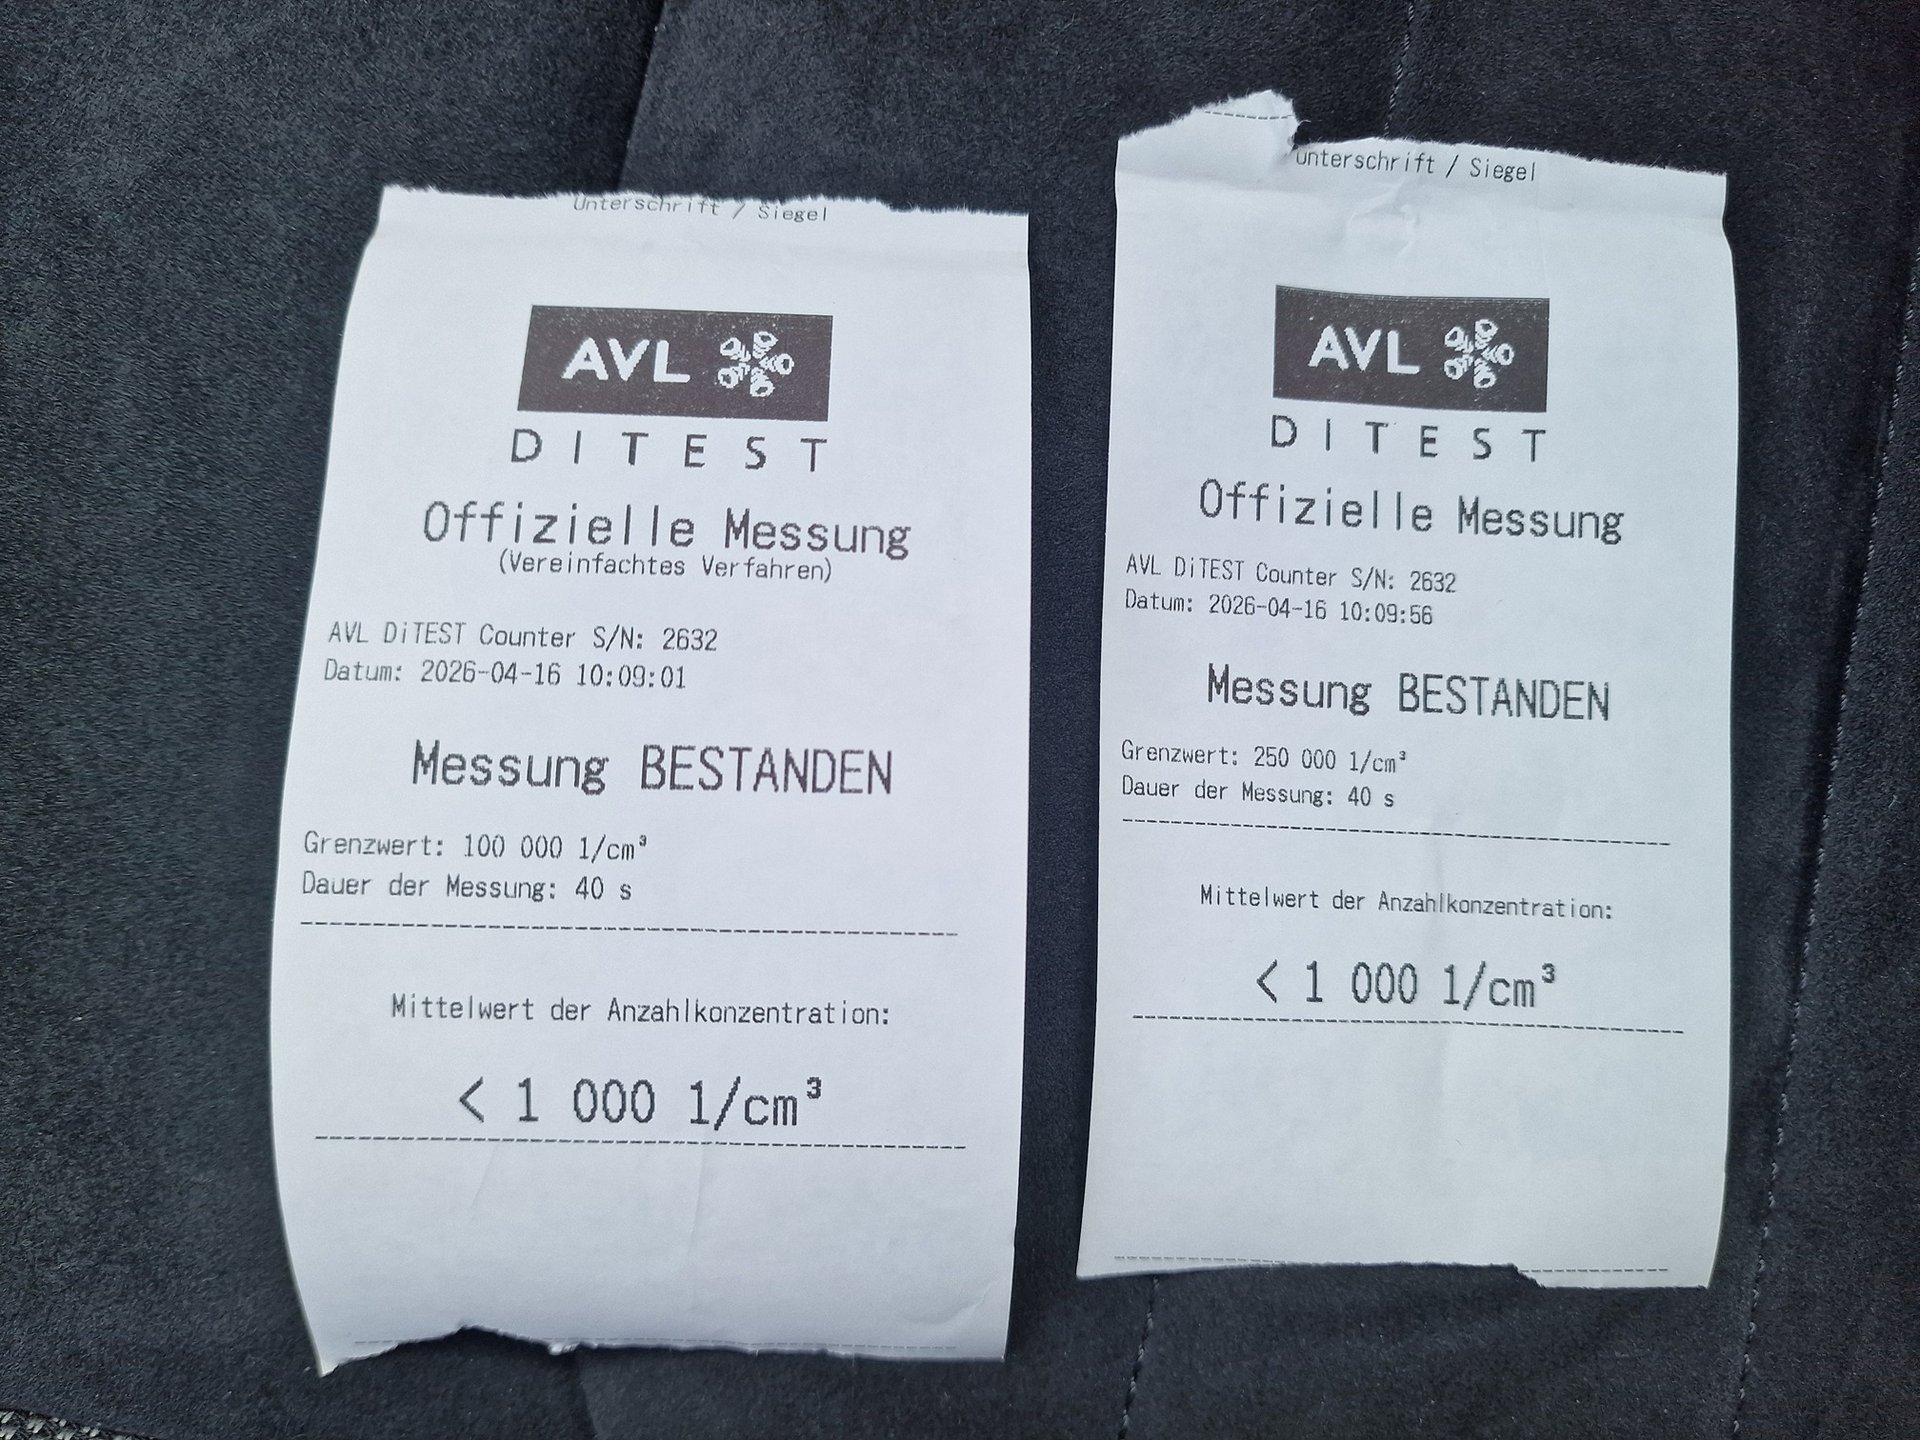 Unterschrift / Siegel
AVL
DITEST
Offizielle Messung
(Vereinfachtes Verfahren)
AVL DiTEST Counter S/N: 2632
Datum: 2026-04-16 10:09:01
Messung BESTANDEN
Grenzwert: 100 000 1/cm³
Dauer der Messung: 40 s
Mittelwert der Anzahlkonzentration:
< 1 000 1/cm³
Unterschrift / Siegel
AVL
DITEST
Offizielle Messung
AVL DiTEST Counter S/N: 2632
Datum: 2026-04-16 10:09:56
Messung BESTANDEN
Grenzwert: 250 000 1/cm³
Dauer der Messung: 40 s
Mittelwert der Anzahlkonzentration:
< 1 000 1/cm³